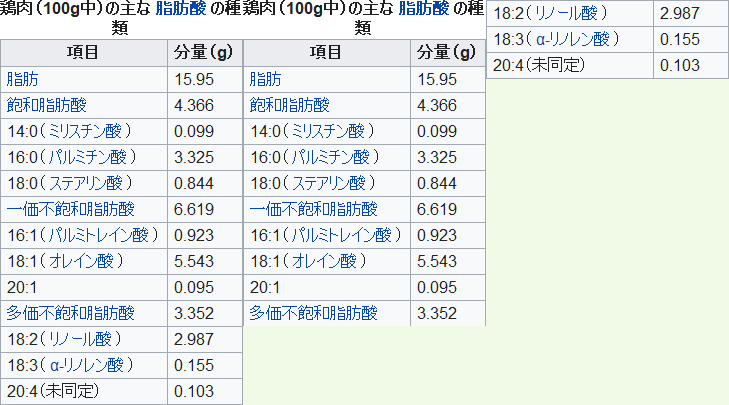 鶏肉（100g中）の主な 脂肪酸 の種
類
項目 分量（g）
脂肪 15.95
飽和脂肪酸 4.366
14:0（ミリスチン酸） 0.099
16:0（パルミチン酸） 3.325
18:0（ステアリン酸） 0.844
一価不飽和脂肪酸 6.619
16:1（パルミトレイン酸） 0.923
18:1（オレイン酸） 5.543
20:1 0.095
多価不飽和脂肪酸 3.352
18:2（リノール酸） 2.987
18:3（α-リノレン酸） 0.155
20:4(未同定) 0.103
鶏肉（100g中）の主な 脂肪酸 の種
類
項目 分量（g）
脂肪 15.95
飽和脂肪酸 4.366
14:0（ミリスチン酸） 0.099
16:0（パルミチン酸） 3.325
18:0（ステアリン酸） 0.844
一価不飽和脂肪酸 6.619
16:1（パルミトレイン酸） 0.923
18:1（オレイン酸） 5.543
20:1 0.095
多価不飽和脂肪酸 3.352
18:2（リノール酸） 2.987
18:3（α-リノレン酸） 0.155
20:4(未同定) 0.103